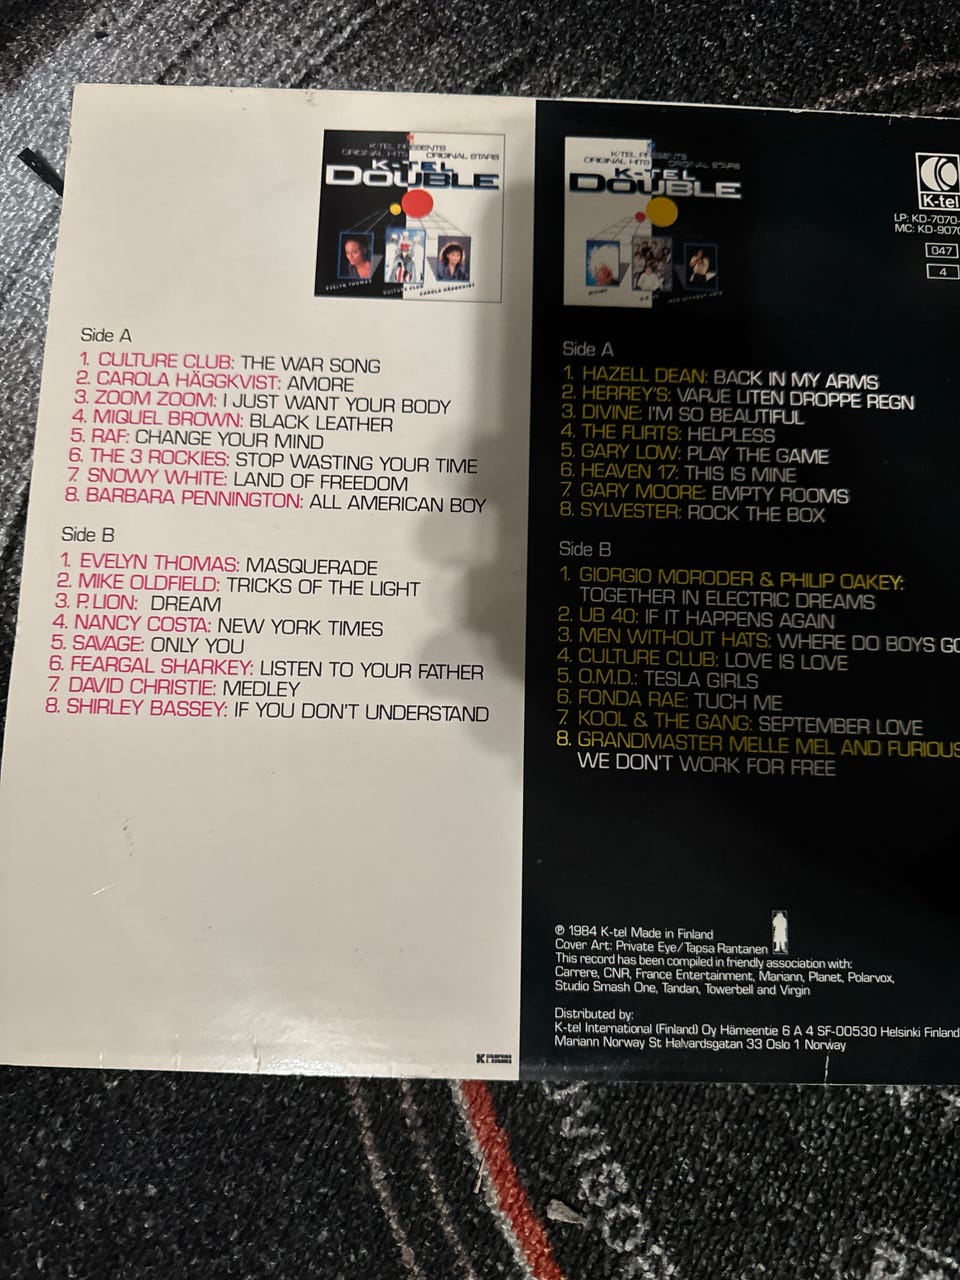 K-TEL PRESENTS
ORIGINAL HITS ORIGINAL STARS
K-TEL
DOUBLE
EVELYN THOMAS CULTURE CLUB CAROLA HÄGGKVIST
Side A
1. CULTURE CLUB: THE WAR SONG
2. CAROLA HÄGGKVIST: AMORE
3. ZOOM ZOOM: I JUST WANT YOUR BODY
4. MIQUEL BROWN: BLACK LEATHER
5. RAF: CHANGE YOUR MIND
6. THE 3 ROCKIES: STOP WASTING YOUR TIME
7. SNOWY WHITE: LAND OF FREEDOM
8. BARBARA PENNINGTON: ALL AMERICAN BOY
Side B
1. EVELYN THOMAS: MASQUERADE
2. MIKE OLDFIELD: TRICKS OF THE LIGHT
3. P. LION: DREAM
4. NANCY COSTA: NEW YORK TIMES
5. SAVAGE: ONLY YOU
6. FEARGAL SHARKEY: LISTEN TO YOUR FATHER
7. DAVID CHRISTIE: MEDLEY
8. SHIRLEY BASSEY: IF YOU DON'T UNDERSTAND
K-TEL PRESENTS
ORIGINAL HITS ORIGINAL STARS
K-TEL
DOUBLE
DIVINE MEN WITHOUT HATS
K-tel
LP: KD-7070-
MC: KD-9070
047
4
Side A
1. HAZELL DEAN: BACK IN MY ARMS
2. HERREY'S: VARJE LITEN DROPPE REGN
3. DIVINE: I'M SO BEAUTIFUL
4. THE FLIRTS: HELPLESS
5. GARY LOW: PLAY THE GAME
6. HEAVEN 17: THIS IS MINE
7. GARY MOORE: EMPTY ROOMS
8. SYLVESTER: ROCK THE BOX
Side B
1. GIORGIO MORODER & PHILIP OAKEY:
TOGETHER IN ELECTRIC DREAMS
2. UB 40: IF IT HAPPENS AGAIN
3. MEN WITHOUT HATS: WHERE DO BOYS GO
4. CULTURE CLUB: LOVE IS LOVE
5. O.M.D.: TESLA GIRLS
6. FONDA RAE: TUCH ME
7. KOOL & THE GANG: SEPTEMBER LOVE
8. GRANDMASTER MELLE MEL AND FURIOUS
WE DON'T WORK FOR FREE
℗ 1984 K-tel Made in Finland
Cover Art: Private Eye/Tapsa Rantanen
This record has been compiled in friendly association with:
Carrere, CNR, France Entertainment, Mariann, Planet, Polarvox,
Studio Smash One, Tandan, Towerbell and Virgin
Distributed by:
K-tel International (Finland) Oy Hämeentie 6 A 4 SF-00530 Helsinki Finland
Mariann Norway St Halvardsgatan 33 Oslo 1 Norway